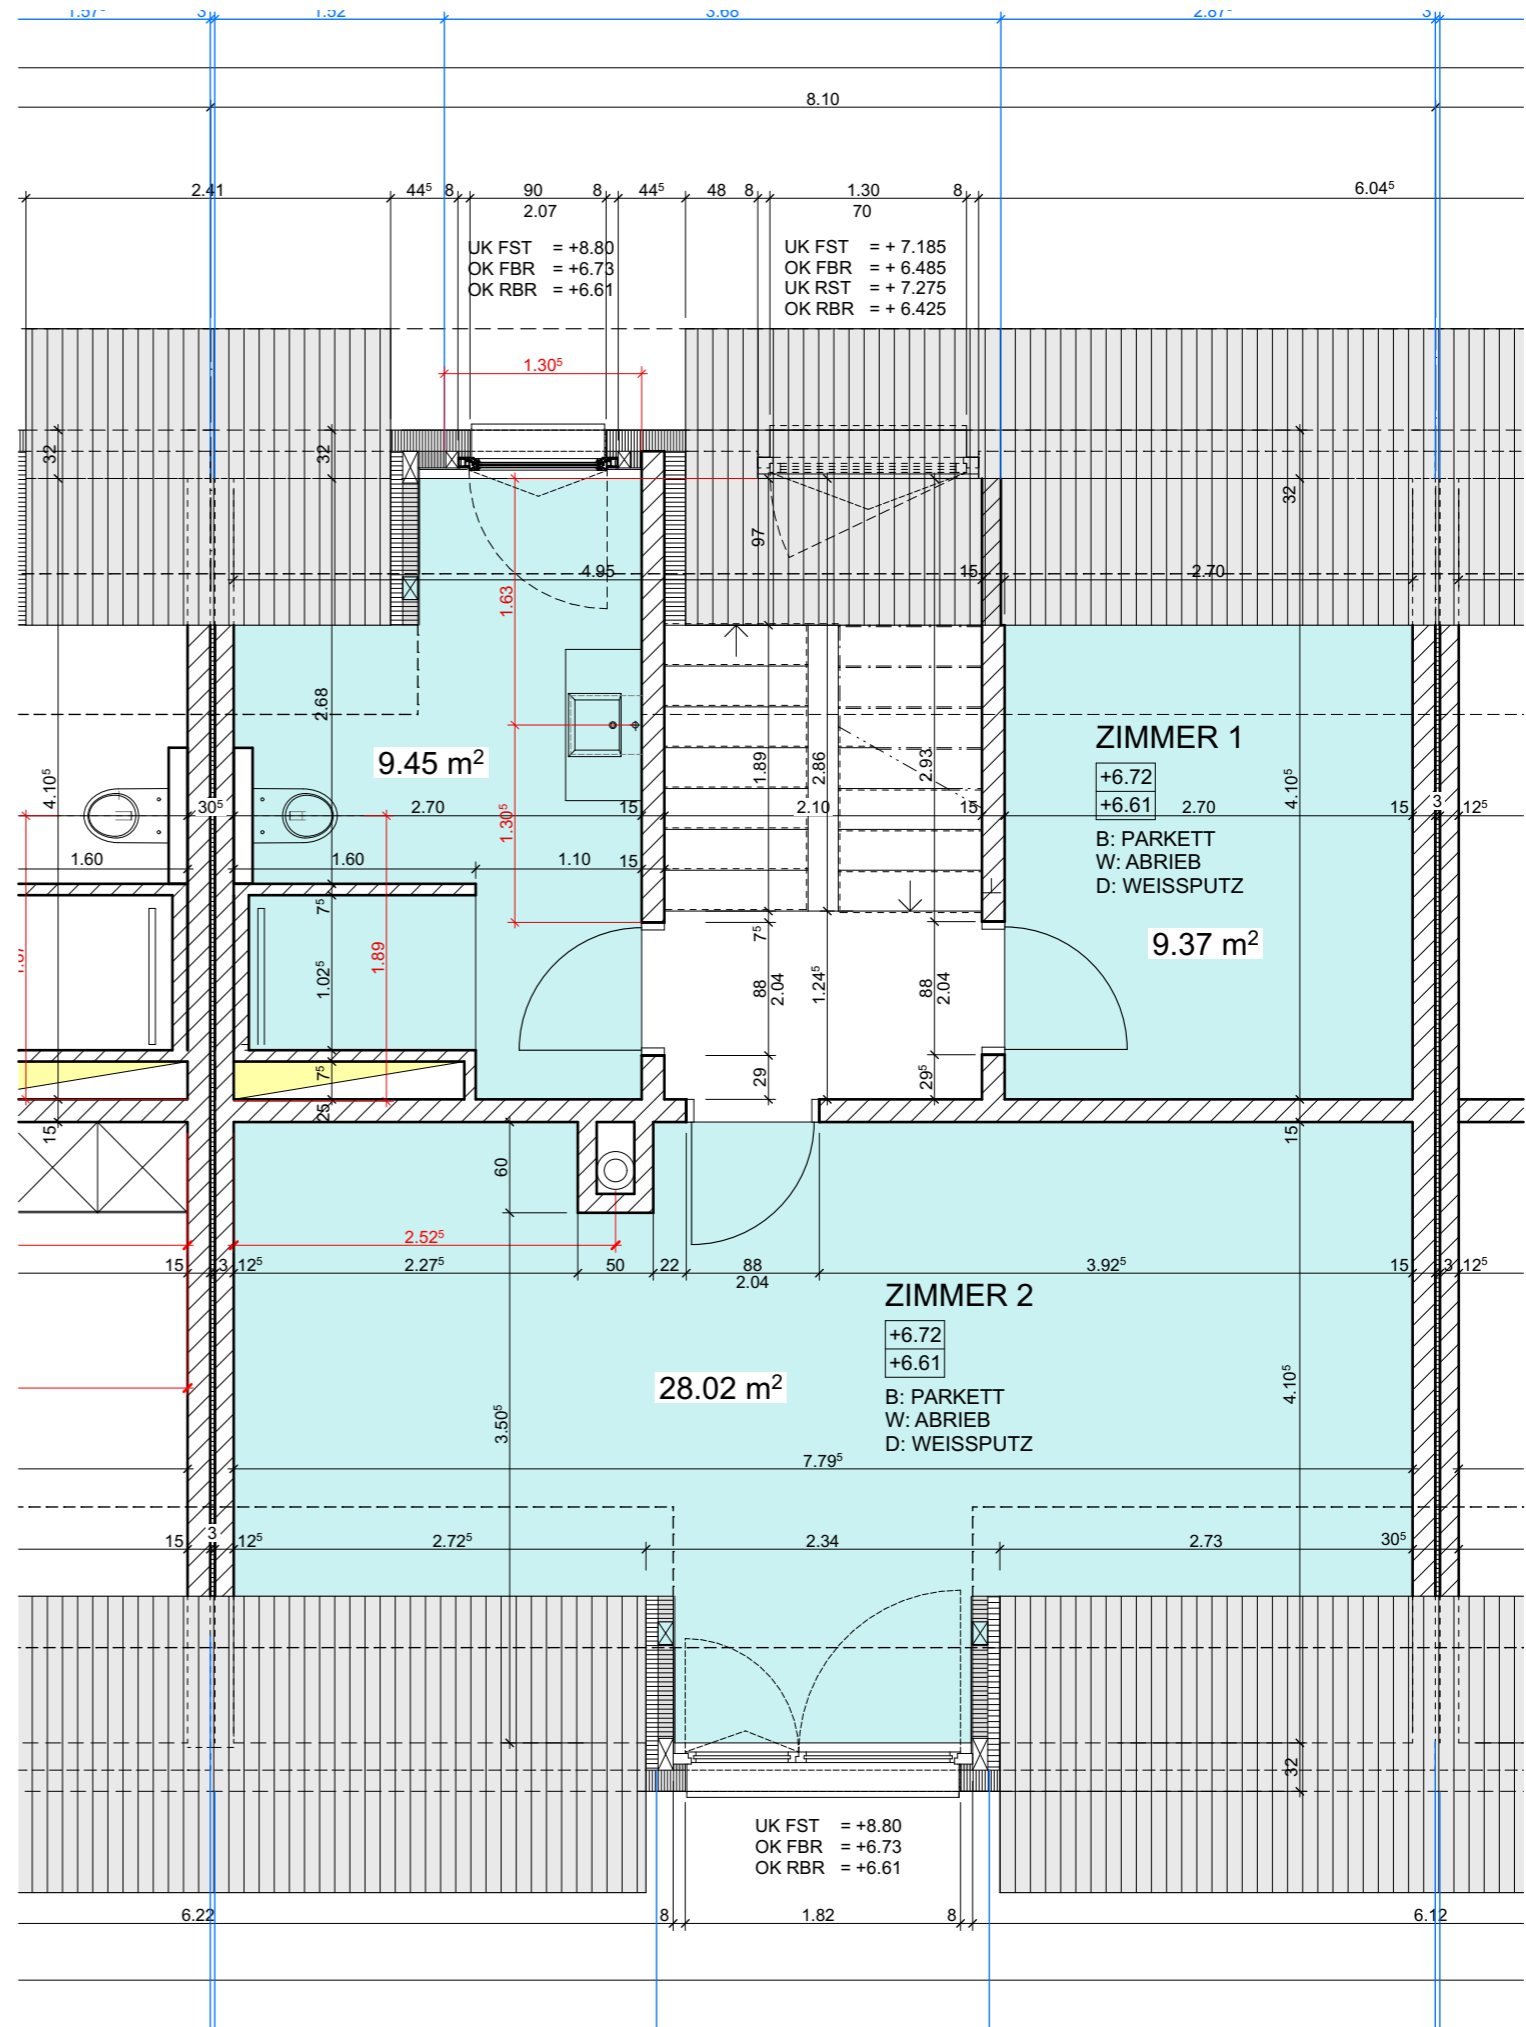 1.57⁵ 3 1.52 3.68 2.87⁵ 3
8.10
2.41 44⁵ 8 90 8 44⁵ 48 8 1.30 8 6.04⁵
2.07 70
UK FST = +8.80
OK FBR = +6.73
OK RBR = +6.61
UK FST = + 7.185
OK FBR = + 6.485
UK RST = + 7.275
OK RBR = + 6.425
1.30⁵
32 32 32
97
4.95 15 2.70
1.63
2.68
1.89 2.86 2.93
ZIMMER 1
+6.72
+6.61
B: PARKETT
W: ABRIEB
D: WEISSPUTZ
9.45 m²
4.10⁵ 4.10⁵
30⁵ 2.70 15 2.10 15 2.70 15 3 12⁵
1.30⁵
1.60 1.60 1.10 15
7⁵ 7⁵
9.37 m²
1.02⁵ 1.89 88 2.04 1.24⁵ 88 2.04
7⁵ 29 29⁵
25
15 15
60
2.52⁵
15 3 12⁵ 2.27⁵ 50 22 88 3.92⁵ 15 3 12⁵
2.04
ZIMMER 2
+6.72
+6.61
B: PARKETT
W: ABRIEB
D: WEISSPUTZ
28.02 m²
3.50⁵ 4.10⁵
7.79⁵
15 3 12⁵ 2.72⁵ 2.34 2.73 30⁵
32
UK FST = +8.80
OK FBR = +6.73
OK RBR = +6.61
6.22 8 1.82 8 6.12